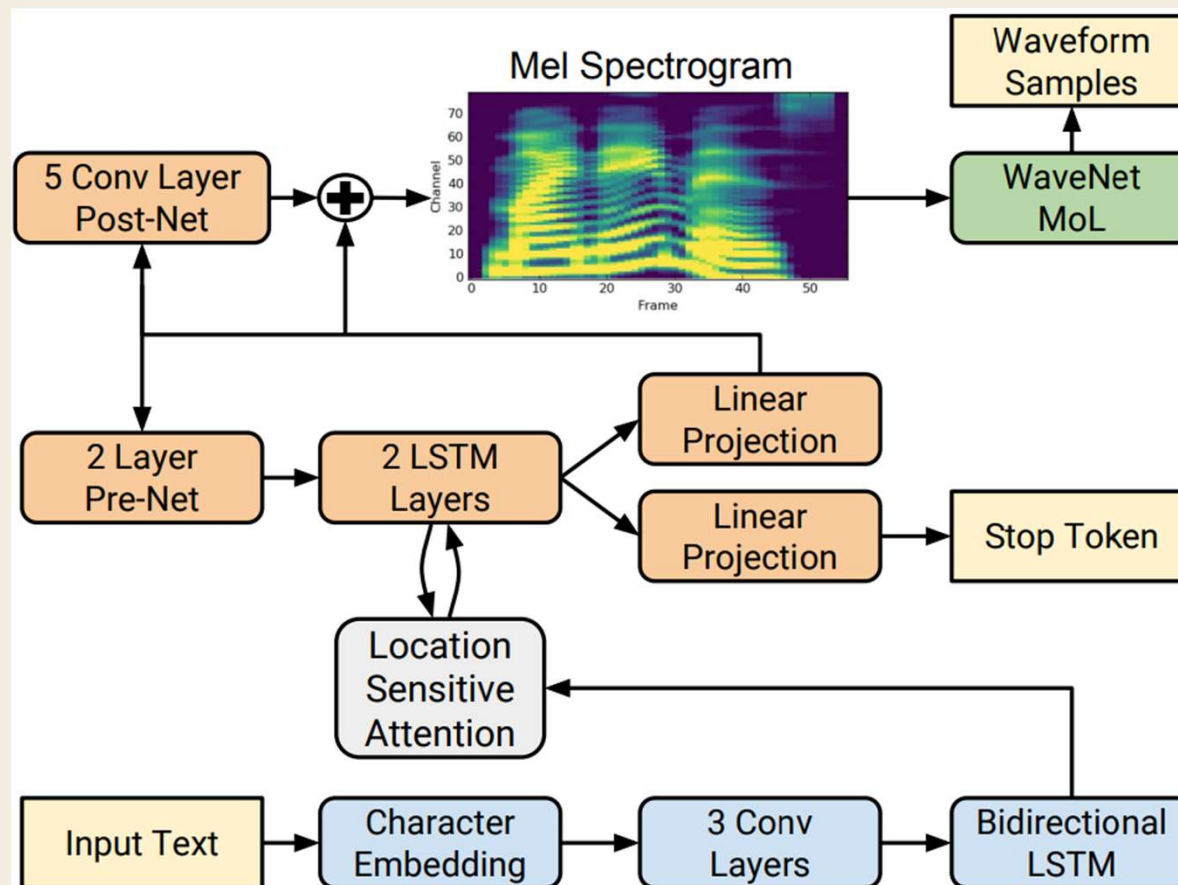 Waveform
Samples
Mel Spectrogram
70
60
50
40
30
20
10
0
Channel
0 10 20 30 40 50
Frame
5 Conv Layer
Post-Net
WaveNet
MoL
Linear
Projection
2 Layer
Pre-Net
2 LSTM
Layers
Linear
Projection
Stop Token
Location
Sensitive
Attention
Input Text
Character
Embedding
3 Conv
Layers
Bidirectional
LSTM